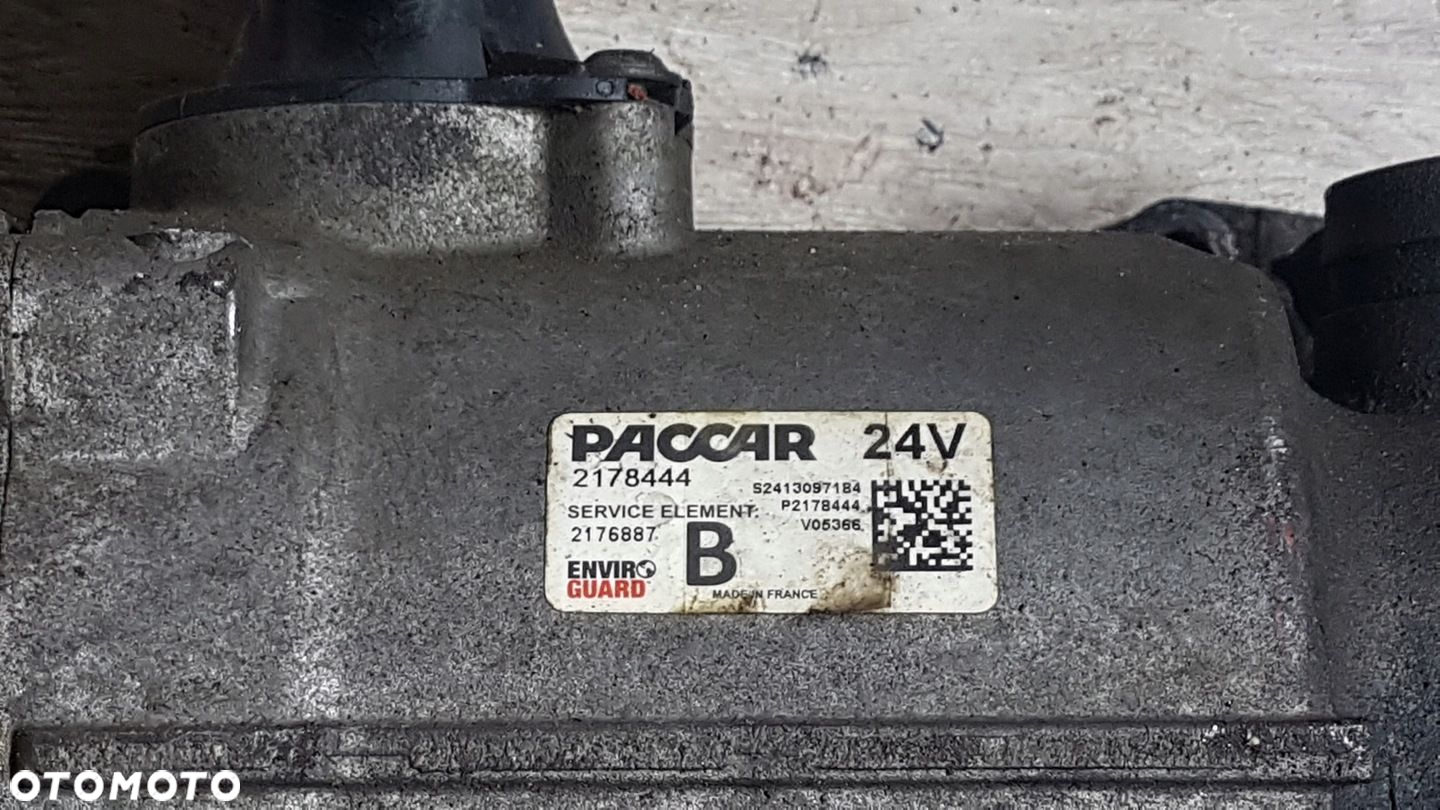 PACCAR 24V
2178444
S2413097184
SERVICE ELEMENT:
P2178444
2176887
V05366
B
ENVIRO
GUARD
MADE IN FRANCE
OTOMOTO